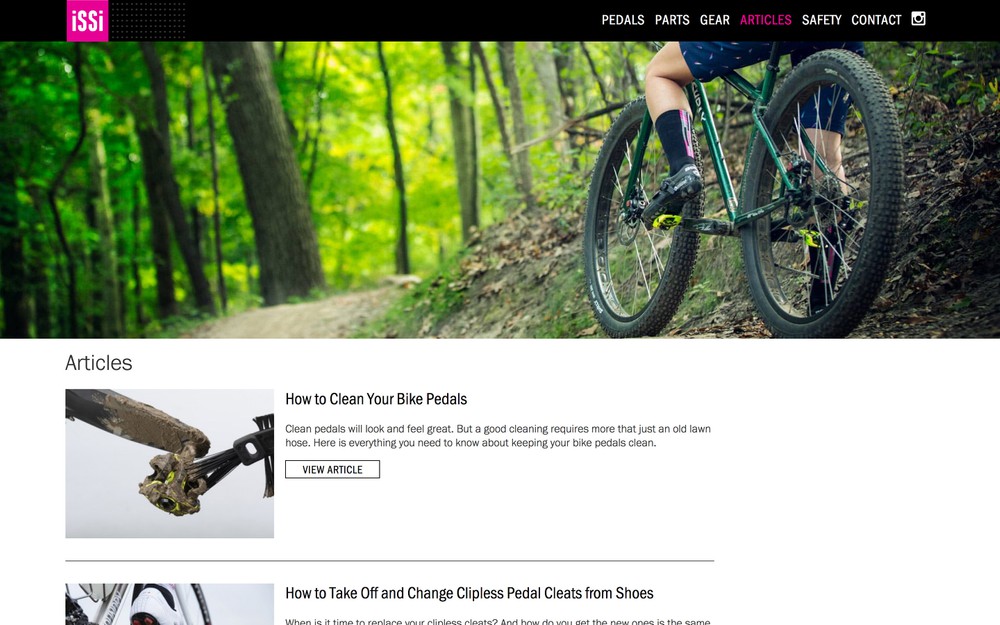 iSSi
PEDALS PARTS GEAR ARTICLES SAFETY CONTACT
Articles
How to Clean Your Bike Pedals
Clean pedals will look and feel great. But a good cleaning requires more that just an old lawn
hose. Here is everything you need to know about keeping your bike pedals clean.
VIEW ARTICLE
How to Take Off and Change Clipless Pedal Cleats from Shoes
When is it time to replace your clipless cleats? And how do you get the new ones is the same